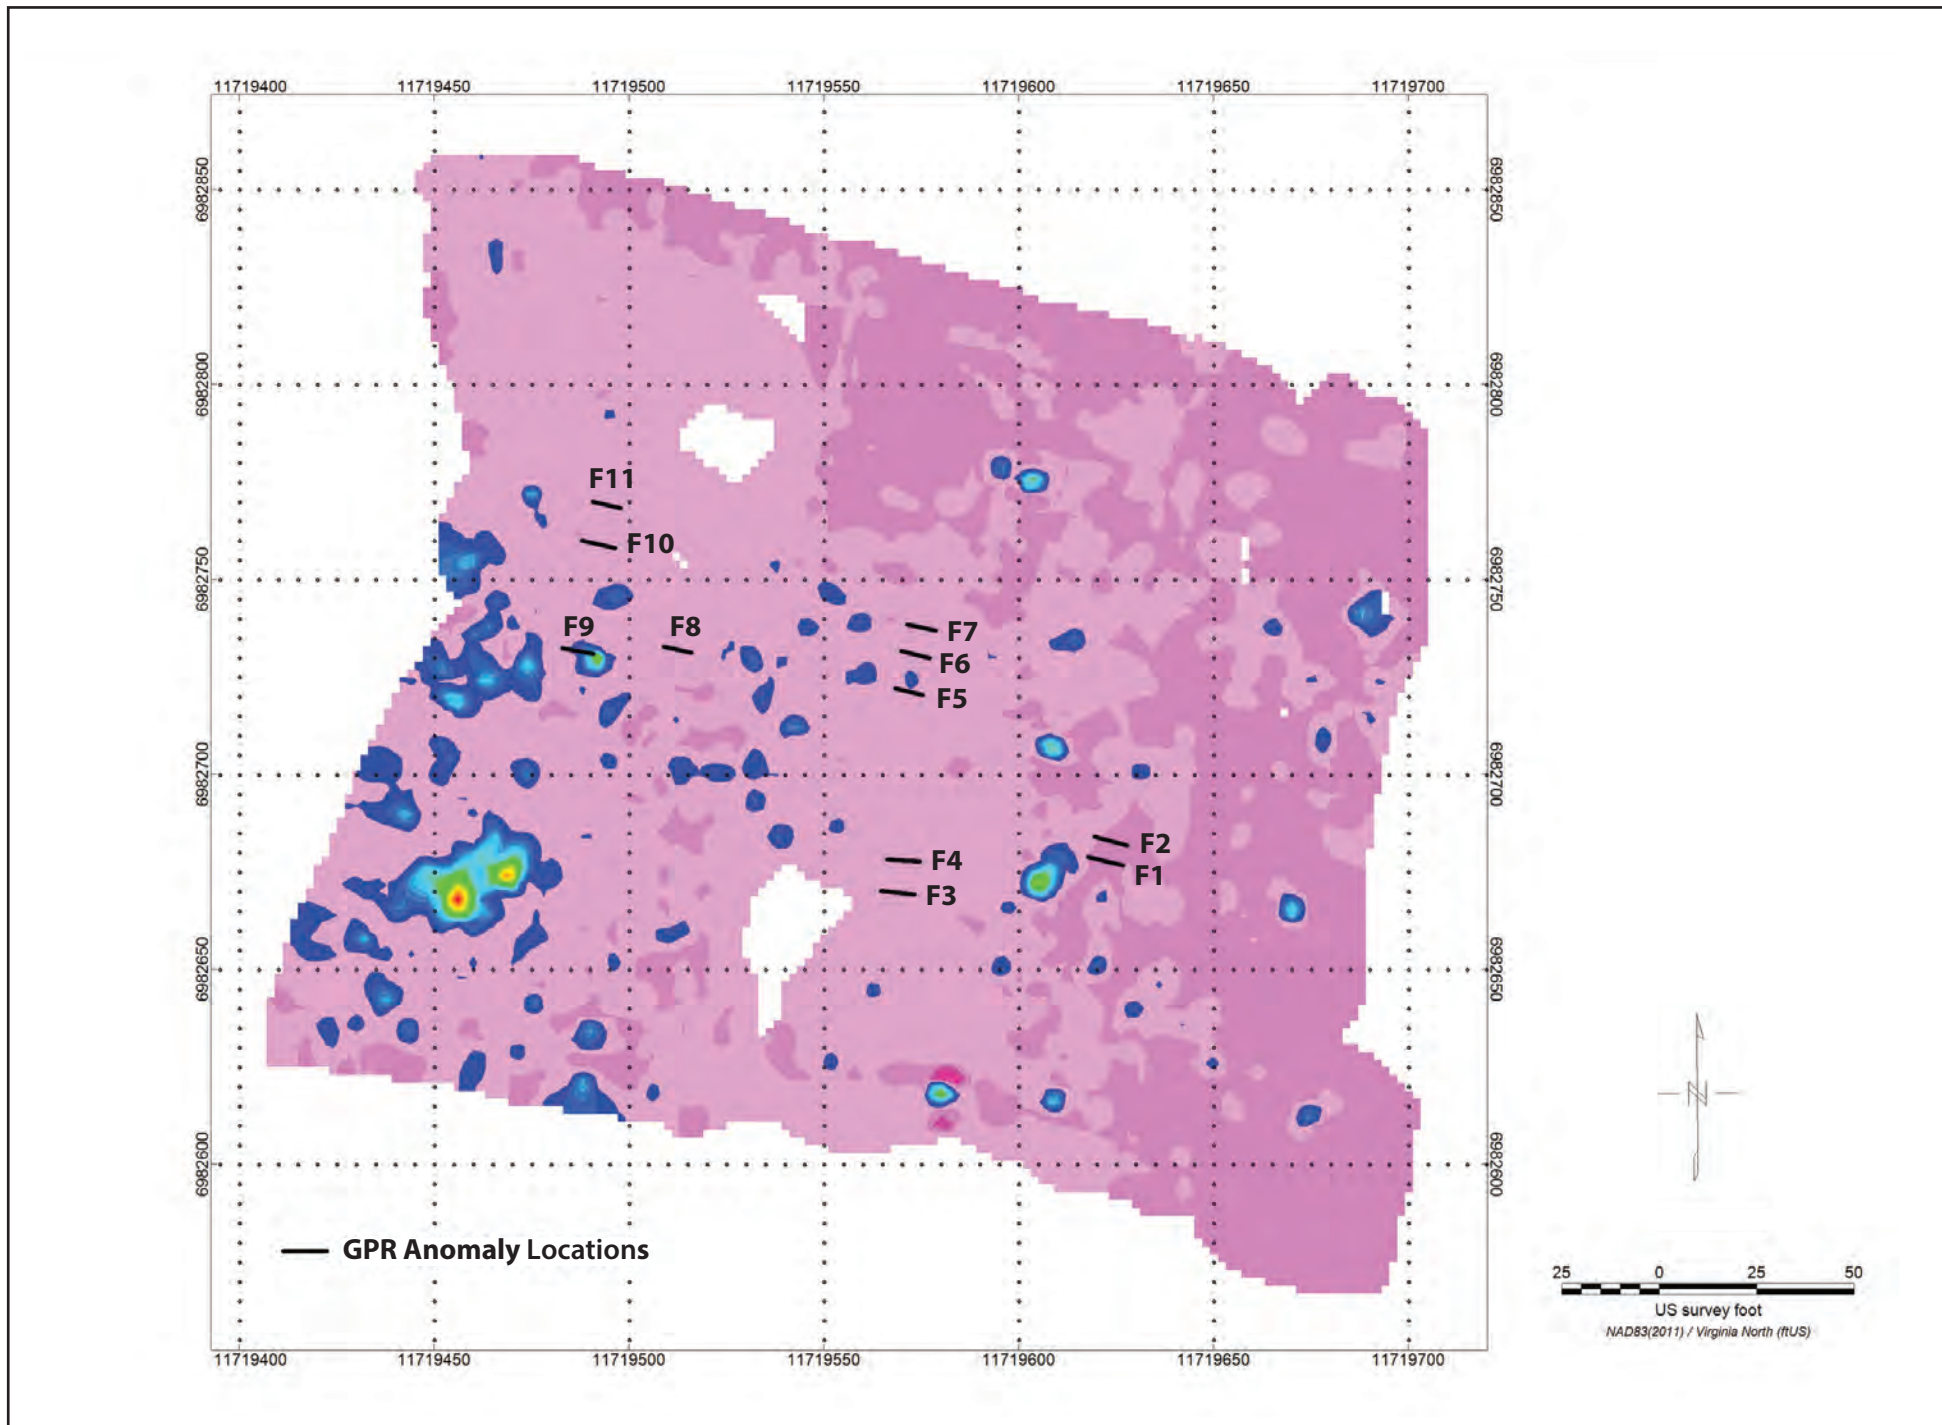 11719400 11719450 11719500 11719550 11719600 11719650 11719700
6982850 6982850
6982800 6982800
F11
F10
6982750 6982750
F9 F8 F7
F6
F5
6982700 6982700
F2
F4 F1
F3
6982650 6982650
6982600 6982600
N
GPR Anomaly Locations
25 0 25 50
US survey foot
NAD83(2011) / Virginia North (ftUS)
11719400 11719450 11719500 11719550 11719600 11719650 11719700